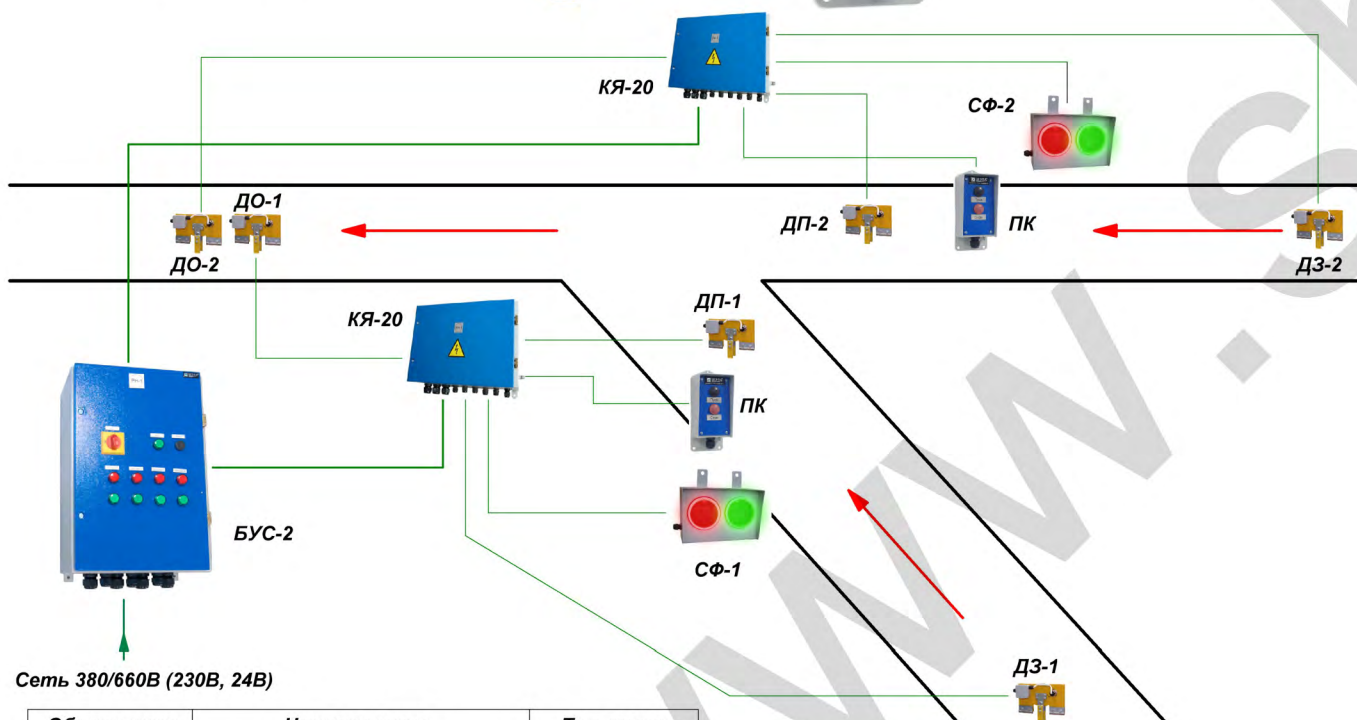 КЯ-20
СФ-2
ДО-1
ДП-2
ПК
ДО-2
ДЗ-2
КЯ-20
ДП-1
ПК
БУС-2
СФ-1
ДЗ-1
Сеть 380/660В (230В, 24В)